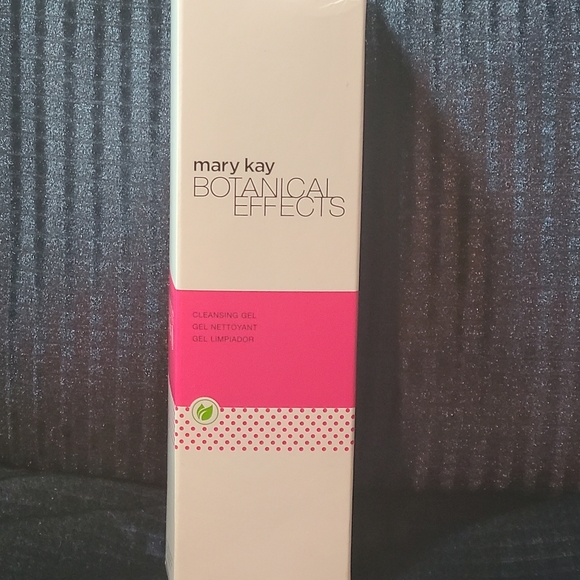 mary kay
BOTANICAL
EFFECTS
CLEANSING GEL
GEL NETTOYANT
GEL LIMPIADOR